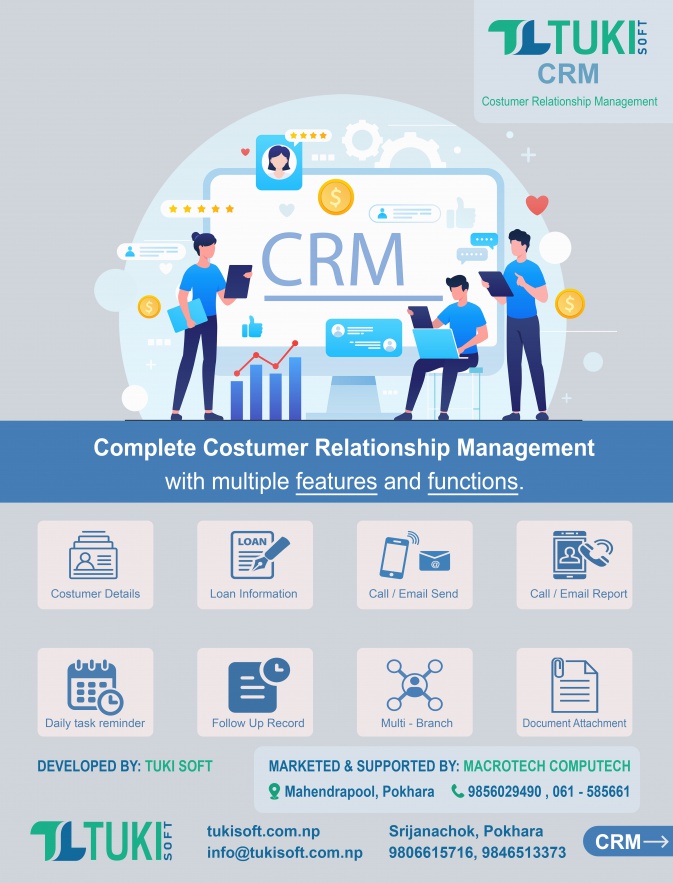 TUKI SOFT
CRM
Costumer Relationship Management
CRM
Complete Costumer Relationship Management
with multiple features and functions.
LOAN
Costumer Details
Loan Information
Call / Email Send
Call / Email Report
Daily task reminder
Follow Up Record
Multi - Branch
Document Attachment
DEVELOPED BY: TUKI SOFT
MARKETED & SUPPORTED BY: MACROTECH COMPUTECH
Mahendrapool, Pokhara 9856029490 , 061 - 585661
TUKI SOFT
tukisoft.com.np
info@tukisoft.com.np
Srijanachok, Pokhara
9806615716, 9846513373
CRM